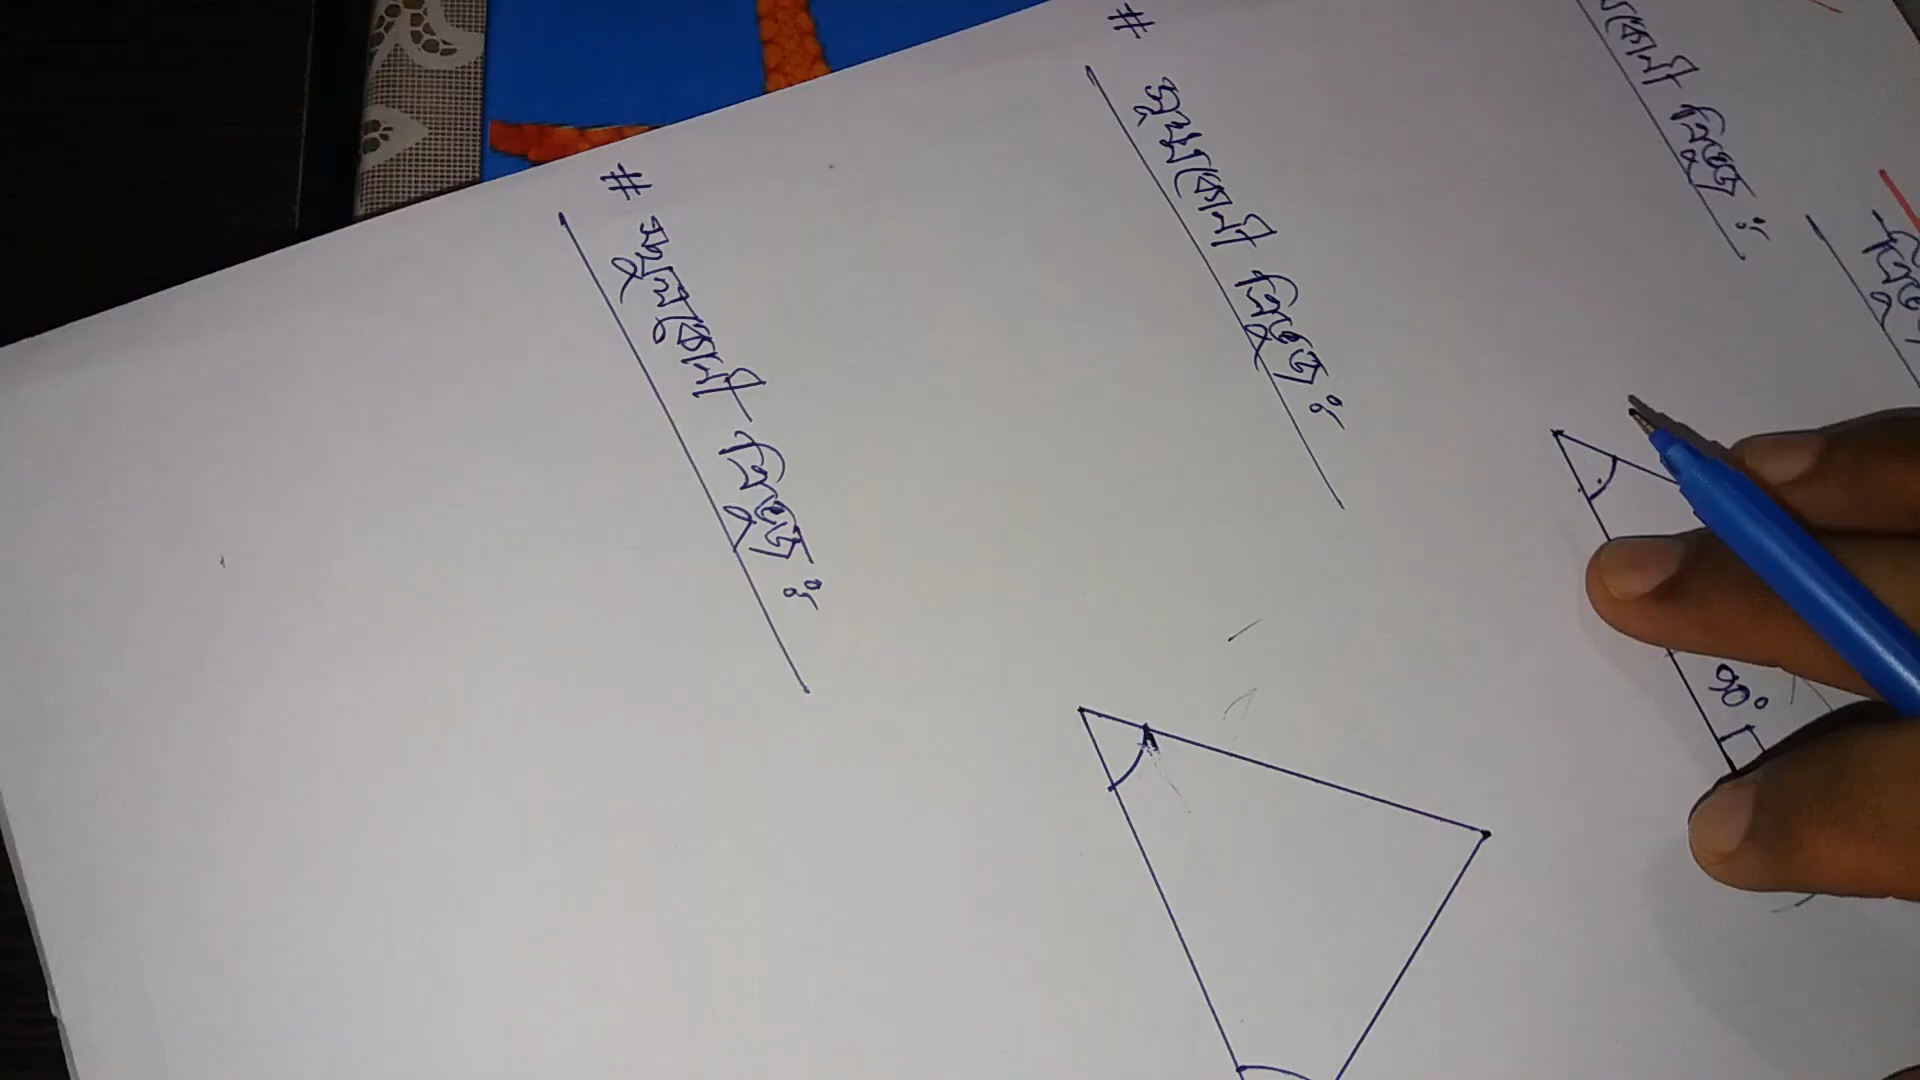 কোণী ত্রিভুজ ঃ
90°
# সূক্ষ্মকোণী ত্রিভুজ ঃ
# স্থূলকোণী ত্রিভুজ ঃ